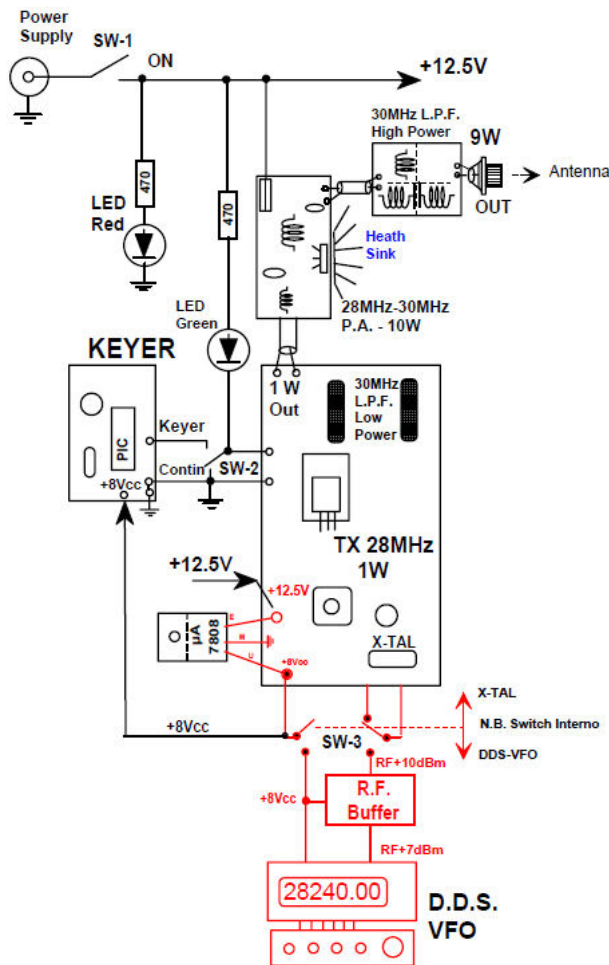 Power
Supply
SW-1
ON
+12.5V
30MHz L.P.F.
High Power
9W
Antenna
OUT
470
LED
Red
470
Heath
Sink
28MHz-30MHz
P.A. - 10W
LED
Green
KEYER
1 W
Out
30MHz
L.P.F.
Low
Power
PIC
Keyer
Contin
SW-2
+8Vcc
TX 28MHz
1W
+12.5V
+12.5V
µA
7808
E
M
U
+8Voo
X-TAL
X-TAL
N.B. Switch Interno
DDS-VFO
+8Vcc
SW-3
RF+10dBm
+8Vcc
R.F.
Buffer
RF+7dBm
28240.00
D.D.S.
VFO